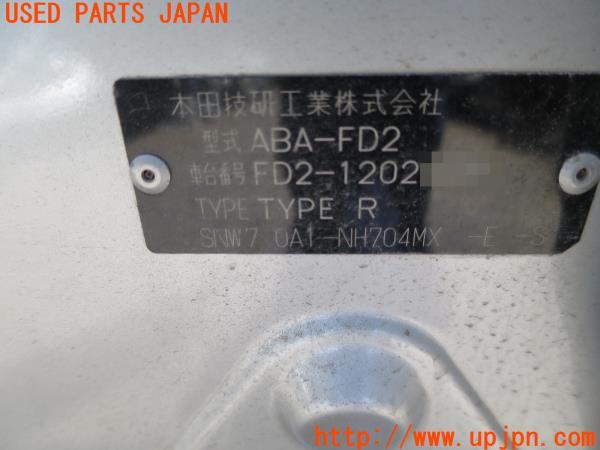 USED PARTS JAPAN
本田技研工業株式会社
型式 ABA-FD2
車台番号 FD2-1202
TYPE TYPE R
SNW7 0A1-NH704MX -E -S
http://www.upjpn.com/